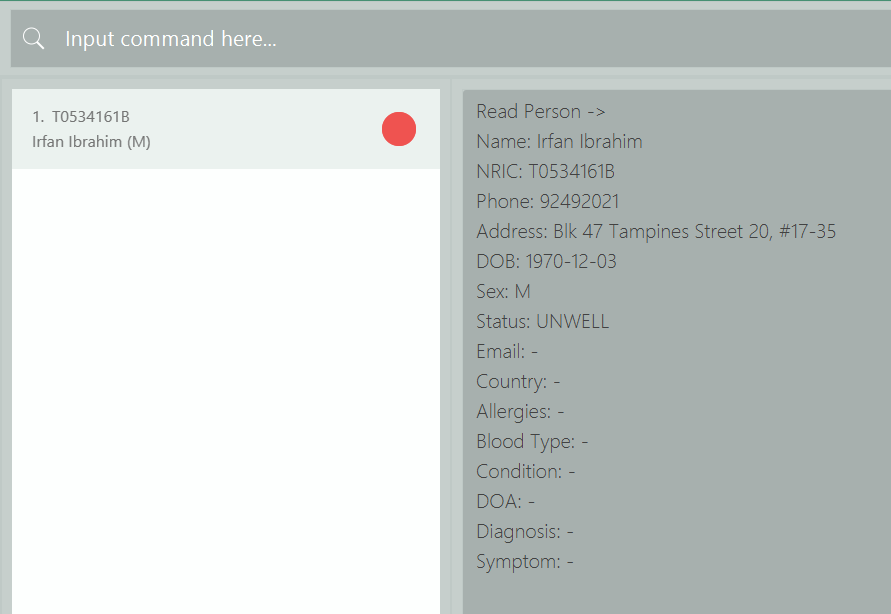 Input command here...
1. T0534161B
Irfan Ibrahim (M)
Read Person ->
Name: Irfan Ibrahim
NRIC: T0534161B
Phone: 92492021
Address: Blk 47 Tampines Street 20, #17-35
DOB: 1970-12-03
Sex: M
Status: UNWELL
Email: -
Country: -
Allergies: -
Blood Type: -
Condition: -
DOA: -
Diagnosis: -
Symptom: -